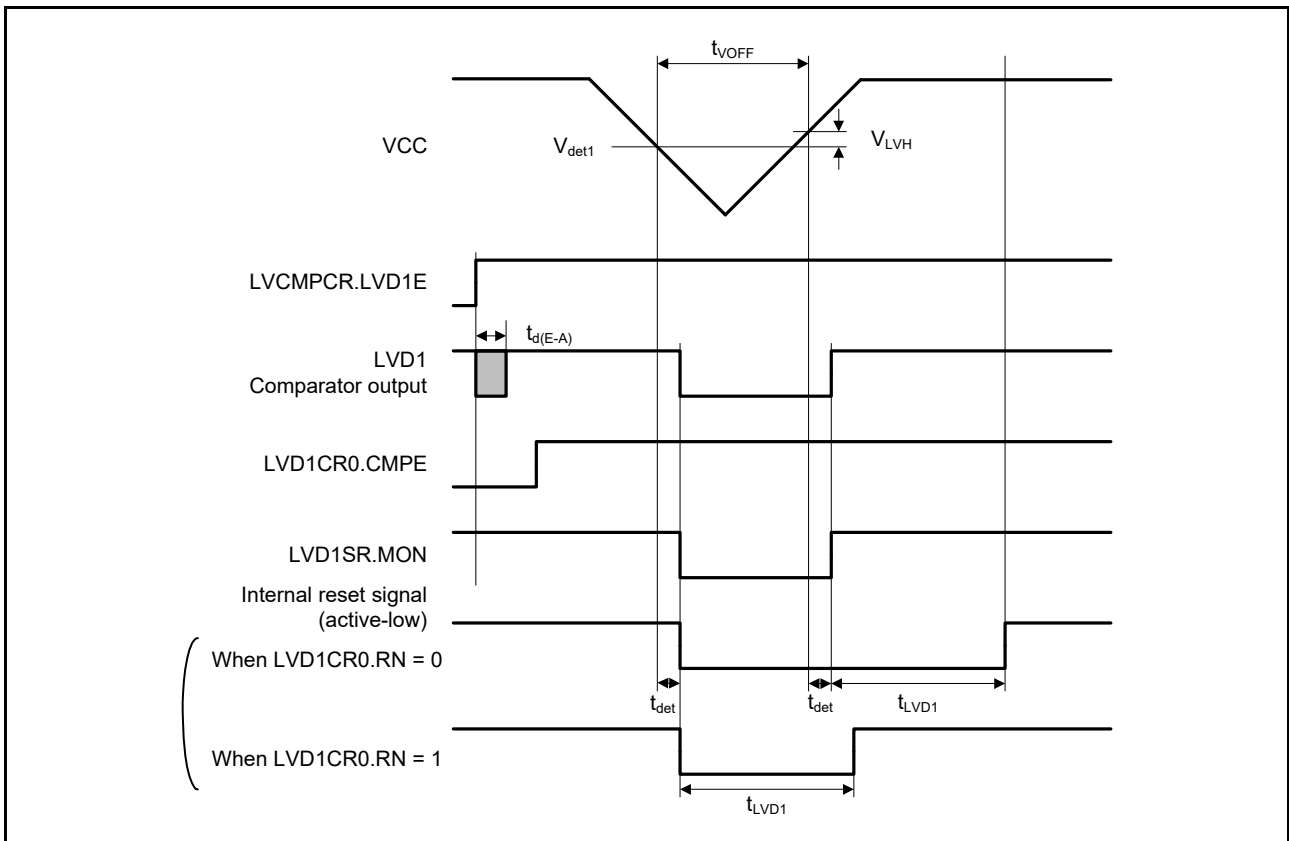 tVOFF
VCC
Vdet1
VLVH
LVCMPCR.LVD1E
td(E-A)
LVD1
Comparator output
LVD1CR0.CMPE
LVD1SR.MON
Internal reset signal
(active-low)
When LVD1CR0.RN = 0
tdet
tdet
tLVD1
When LVD1CR0.RN = 1
tLVD1